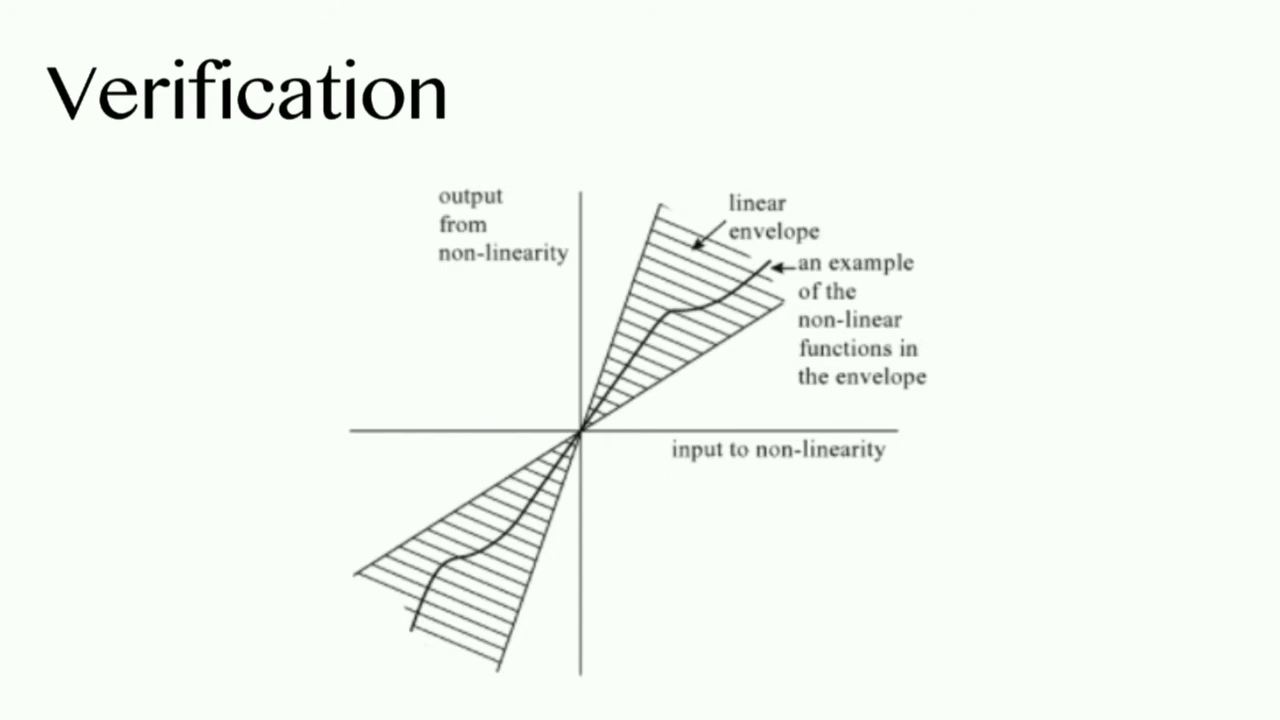 Verification
output
from
non-linearity
linear
envelope
an example
of the
non-linear
functions in
the envelope
input to non-linearity